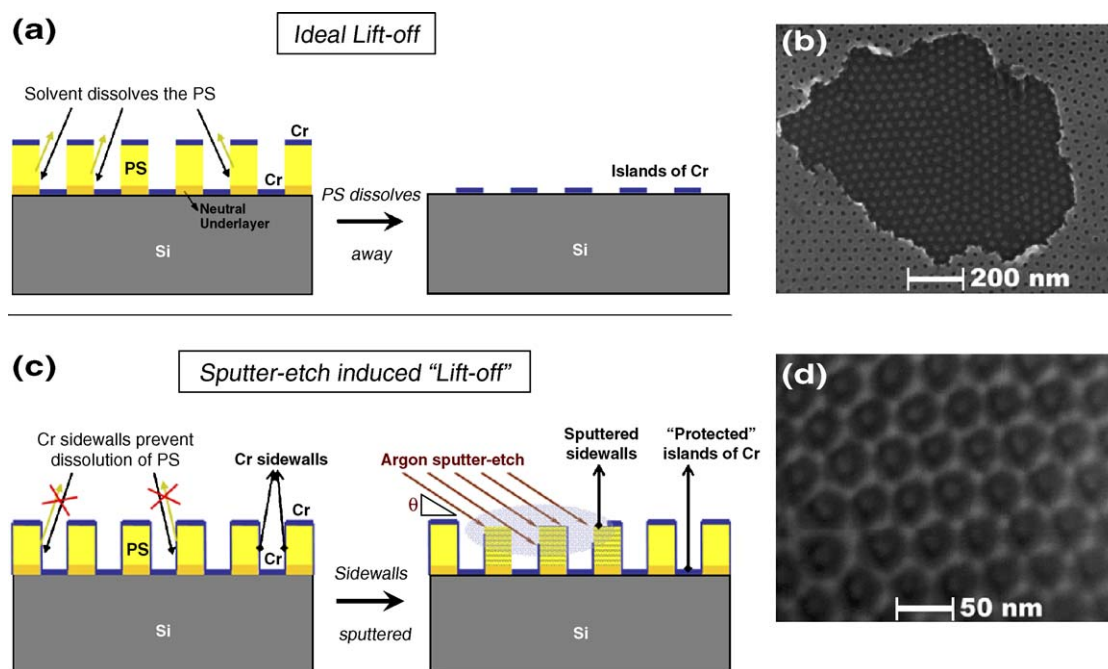 (a)
Ideal Lift-off
Solvent dissolves the PS
Cr
PS
Cr
Neutral
Underlayer
Si
PS dissolves
away
Islands of Cr
(b)
200 nm
(c)
Sputter-etch induced “Lift-off”
Cr sidewalls prevent
dissolution of PS
Cr sidewalls
Cr
PS
Cr
Si
Sidewalls
sputtered
Argon sputter-etch
θ
Sputtered
sidewalls
“Protected”
islands of Cr
Si
(d)
50 nm